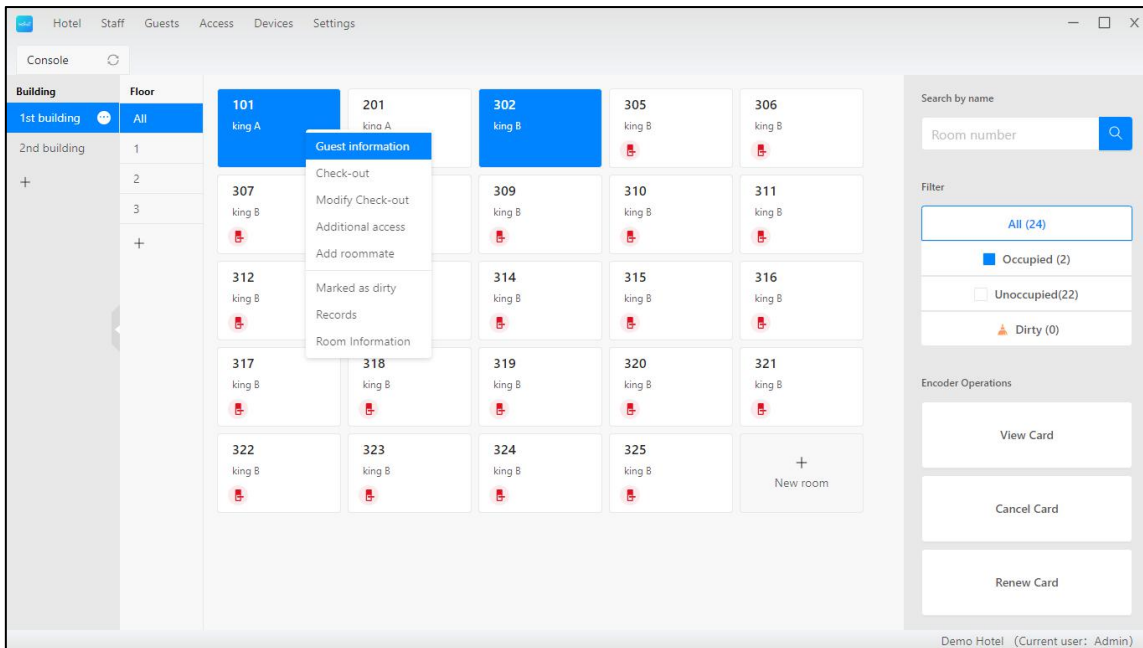 Hotel Staff Guests Access Devices Settings
Console
Building
1st building
2nd building
Floor
All
1
2
3
101
king A
201
king A
302
king B
305
king B
306
king B
Guest information
Check-out
Modify Check-out
Additional access
Add roommate
Marked as dirty
Records
Room Information
307
king B
309
king B
310
king B
311
king B
312
king B
314
king B
315
king B
316
king B
317
king B
318
king B
319
king B
320
king B
321
king B
322
king B
323
king B
324
king B
325
king B
+
New room
Search by name
Room number
Filter
All (24)
Occupied (2)
Unoccupied(22)
Dirty (0)
Encoder Operations
View Card
Cancel Card
Renew Card
Demo Hotel (Current user: Admin)